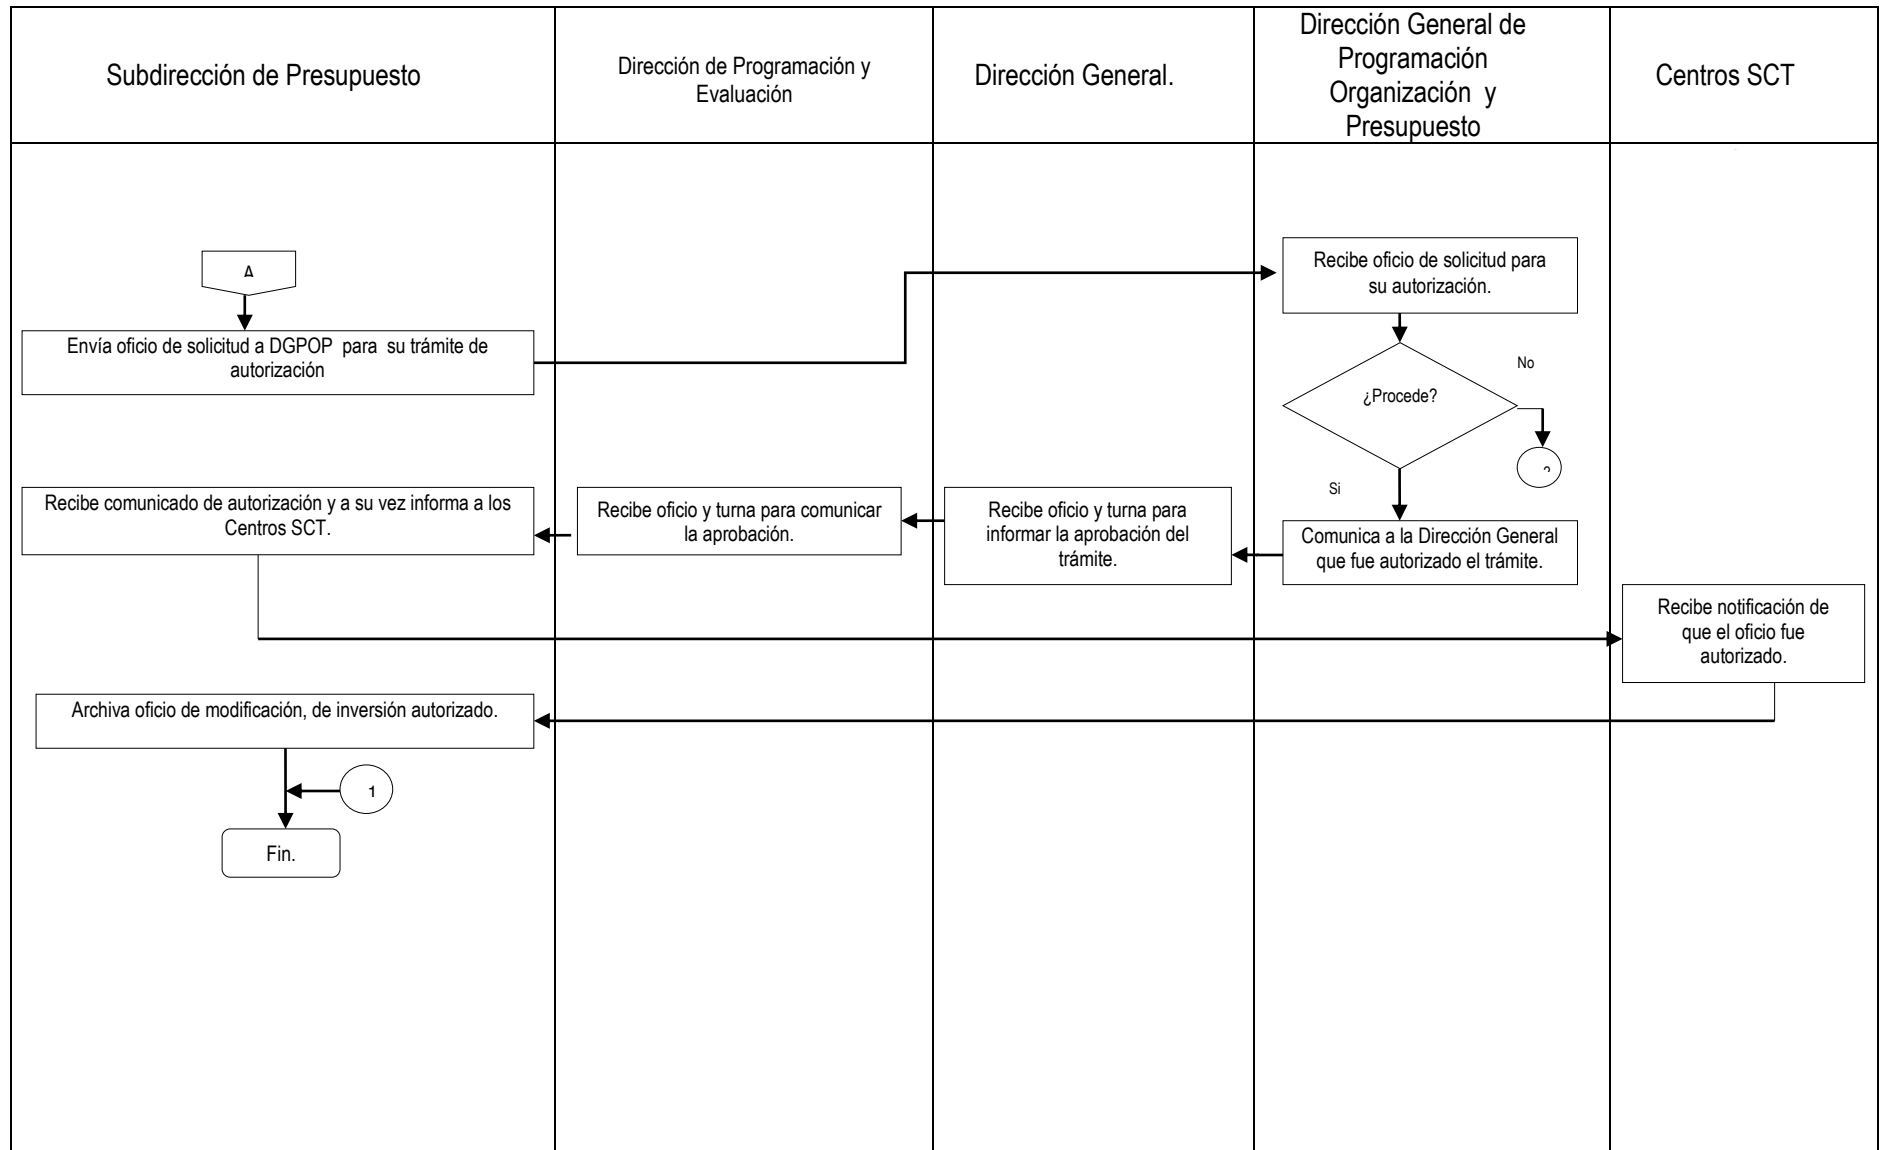 Subdirección de Presupuesto
Dirección de Programación y
Evaluación
Dirección General.
Dirección General de
Programación
Organización y
Presupuesto
Centros SCT
A
Envía oficio de solicitud a DGPOP para su trámite de
autorización
Recibe oficio de solicitud para
su autorización.
¿Procede?
No
Si
Comunica a la Dirección General
que fue autorizado el trámite.
Recibe oficio y turna para
informar la aprobación del
trámite.
Recibe oficio y turna para comunicar
la aprobación.
Recibe comunicado de autorización y a su vez informa a los
Centros SCT.
Recibe notificación de
que el oficio fue
autorizado.
Archiva oficio de modificación, de inversión autorizado.
1
Fin.